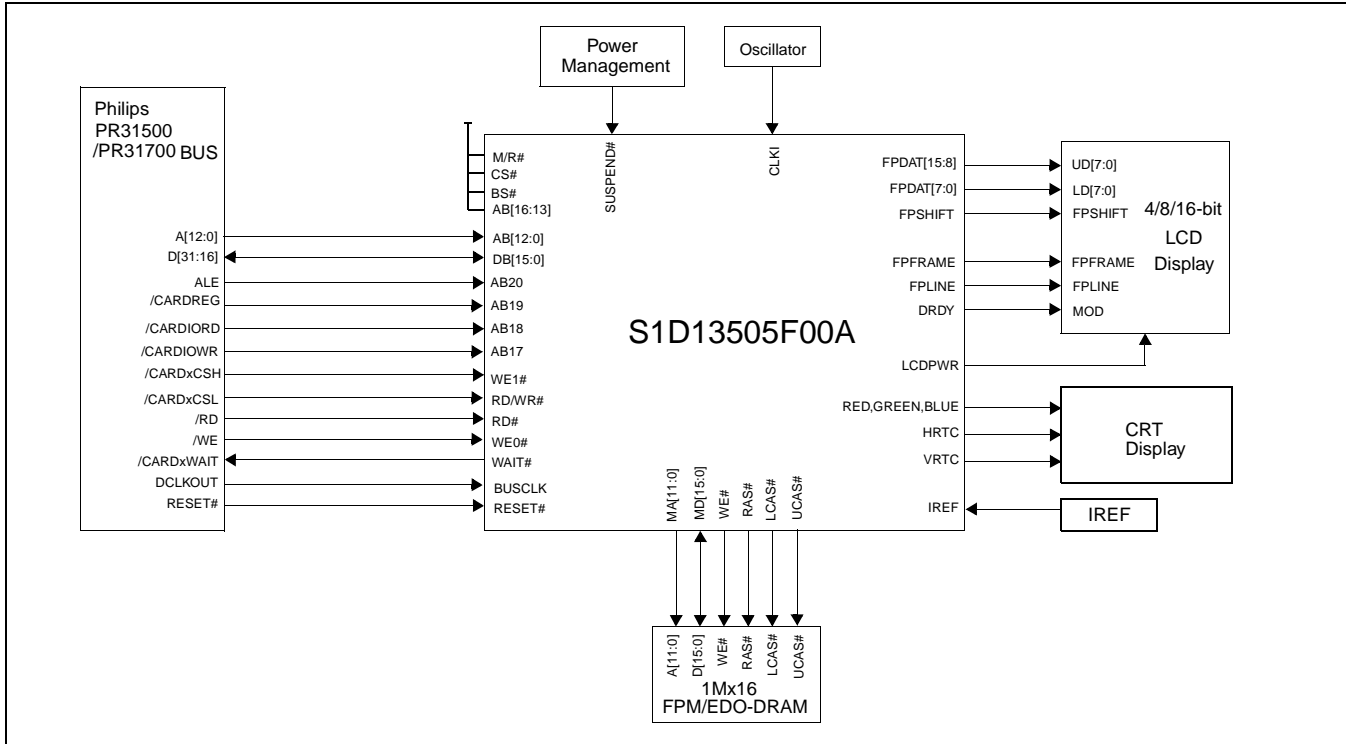 Power
Management
Oscillator
Philips
PR31500
/PR31700 BUS
A[12:0]
D[31:16]
ALE
/CARDREG
/CARDIORD
/CARDIOWR
/CARDxCSH
/CARDxCSL
/RD
/WE
/CARDxWAIT
DCLKOUT
RESET#
M/R#
CS#
BS#
AB[16:13]
AB[12:0]
DB[15:0]
AB20
AB19
AB18
AB17
WE1#
RD/WR#
RD#
WE0#
WAIT#
BUSCLK
RESET#
SUSPEND#
CLKI
S1D13505F00A
FPDAT[15:8]
FPDAT[7:0]
FPSHIFT
FPFRAME
FPLINE
DRDY
LCDPWR
RED,GREEN,BLUE
HRTC
VRTC
IREF
UD[7:0]
LD[7:0]
FPSHIFT
FPFRAME
FPLINE
MOD
4/8/16-bit
LCD
Display
CRT
Display
IREF
MA[11:0]
MD[15:0]
WE#
RAS#
LCAS#
UCAS#
A[11:0]
D[15:0]
WE#
RAS#
LCAS#
UCAS#
1Mx16
FPM/EDO-DRAM